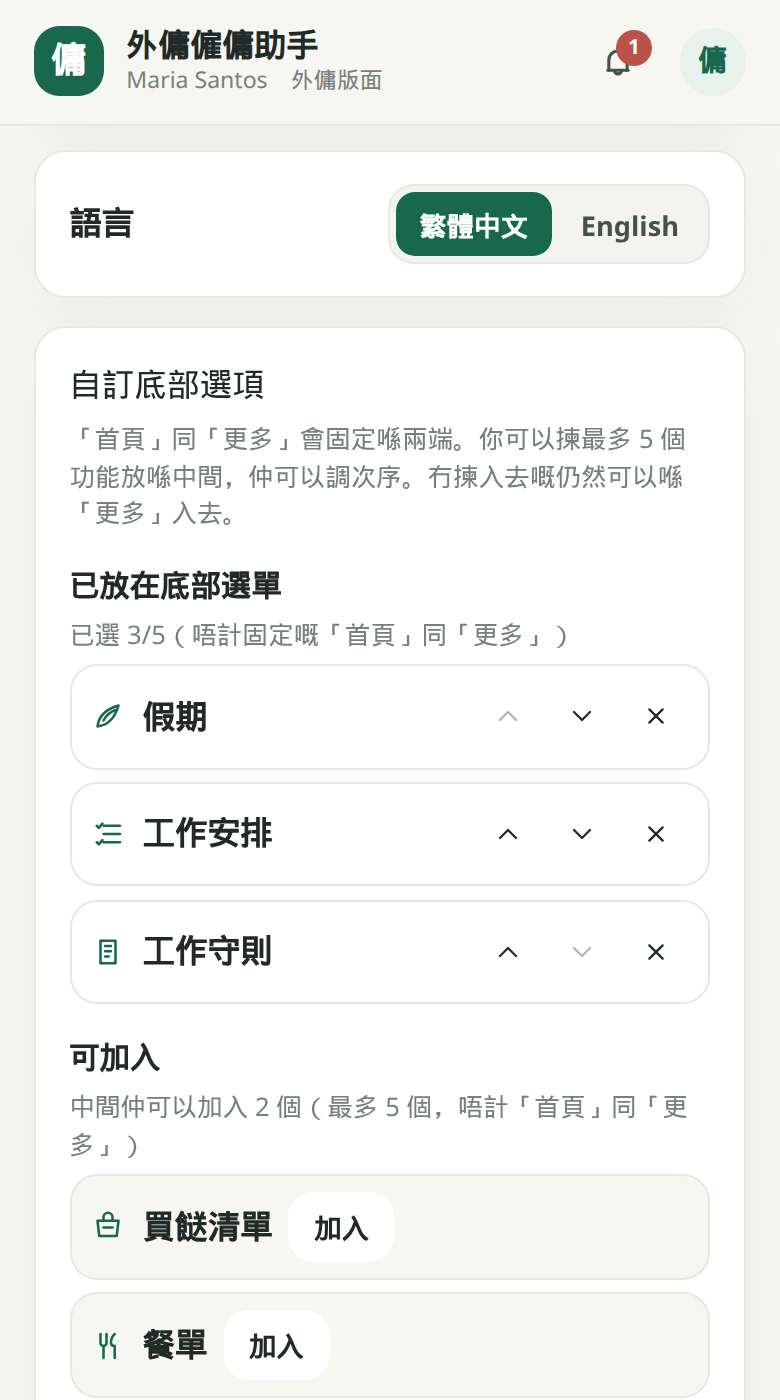 傭
外傭僱傭助手
Maria Santos 外傭版面
1
傭
語言
繁體中文
English
自訂底部選項
「首頁」同「更多」會固定喺兩端。你可以揀最多 5 個
功能放喺中間，仲可以調次序。冇揀入去嘅仍然可以喺
「更多」入去。
已放在底部選單
已選 3/5（唔計固定嘅「首頁」同「更多」）
假期
工作安排
工作守則
可加入
中間仲可以加入 2 個（最多 5 個，唔計「首頁」同「更
多」）
買餸清單
加入
餐單
加入